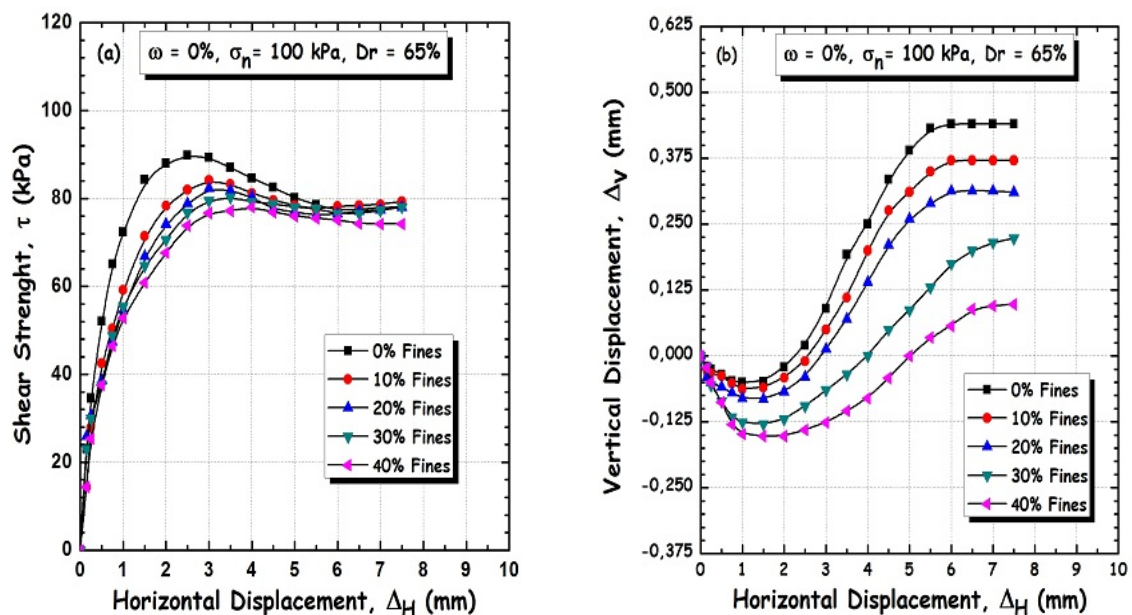 (a)
ω = 0%, σn= 100 kPa, Dr = 65%
120
100
80
60
40
20
0
Shear Strenght, τ (kPa)
0% Fines
10% Fines
20% Fines
30% Fines
40% Fines
0 1 2 3 4 5 6 7 8 9 10
Horizontal Displacement, ΔH (mm)
(b)
ω = 0%, σn= 100 kPa, Dr = 65%
0,625
0,500
0,375
0,250
0,125
0,000
-0,125
-0,250
-0,375
Vertical Displacement, Δv (mm)
0% Fines
10% Fines
20% Fines
30% Fines
40% Fines
0 1 2 3 4 5 6 7 8 9 10
Horizontal Displacement, ΔH (mm)